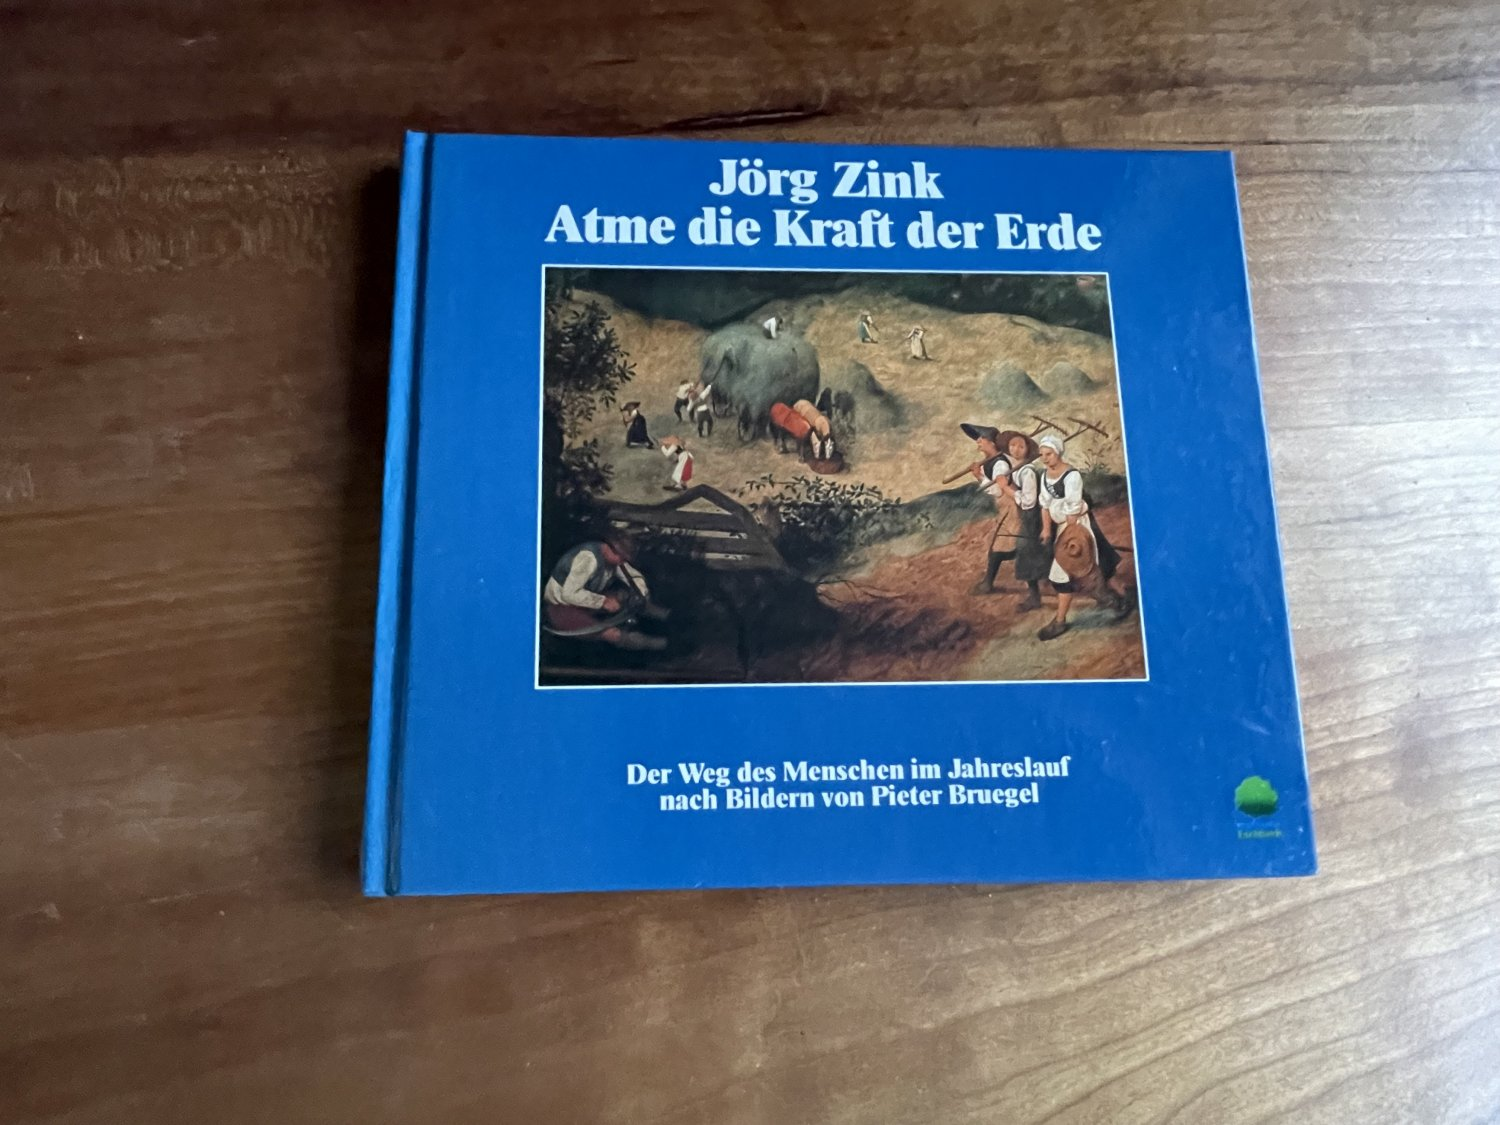 Jörg Zink
Atme die Kraft der Erde
Der Weg des Menschen im Jahreslauf
nach Bildern von Pieter Bruegel